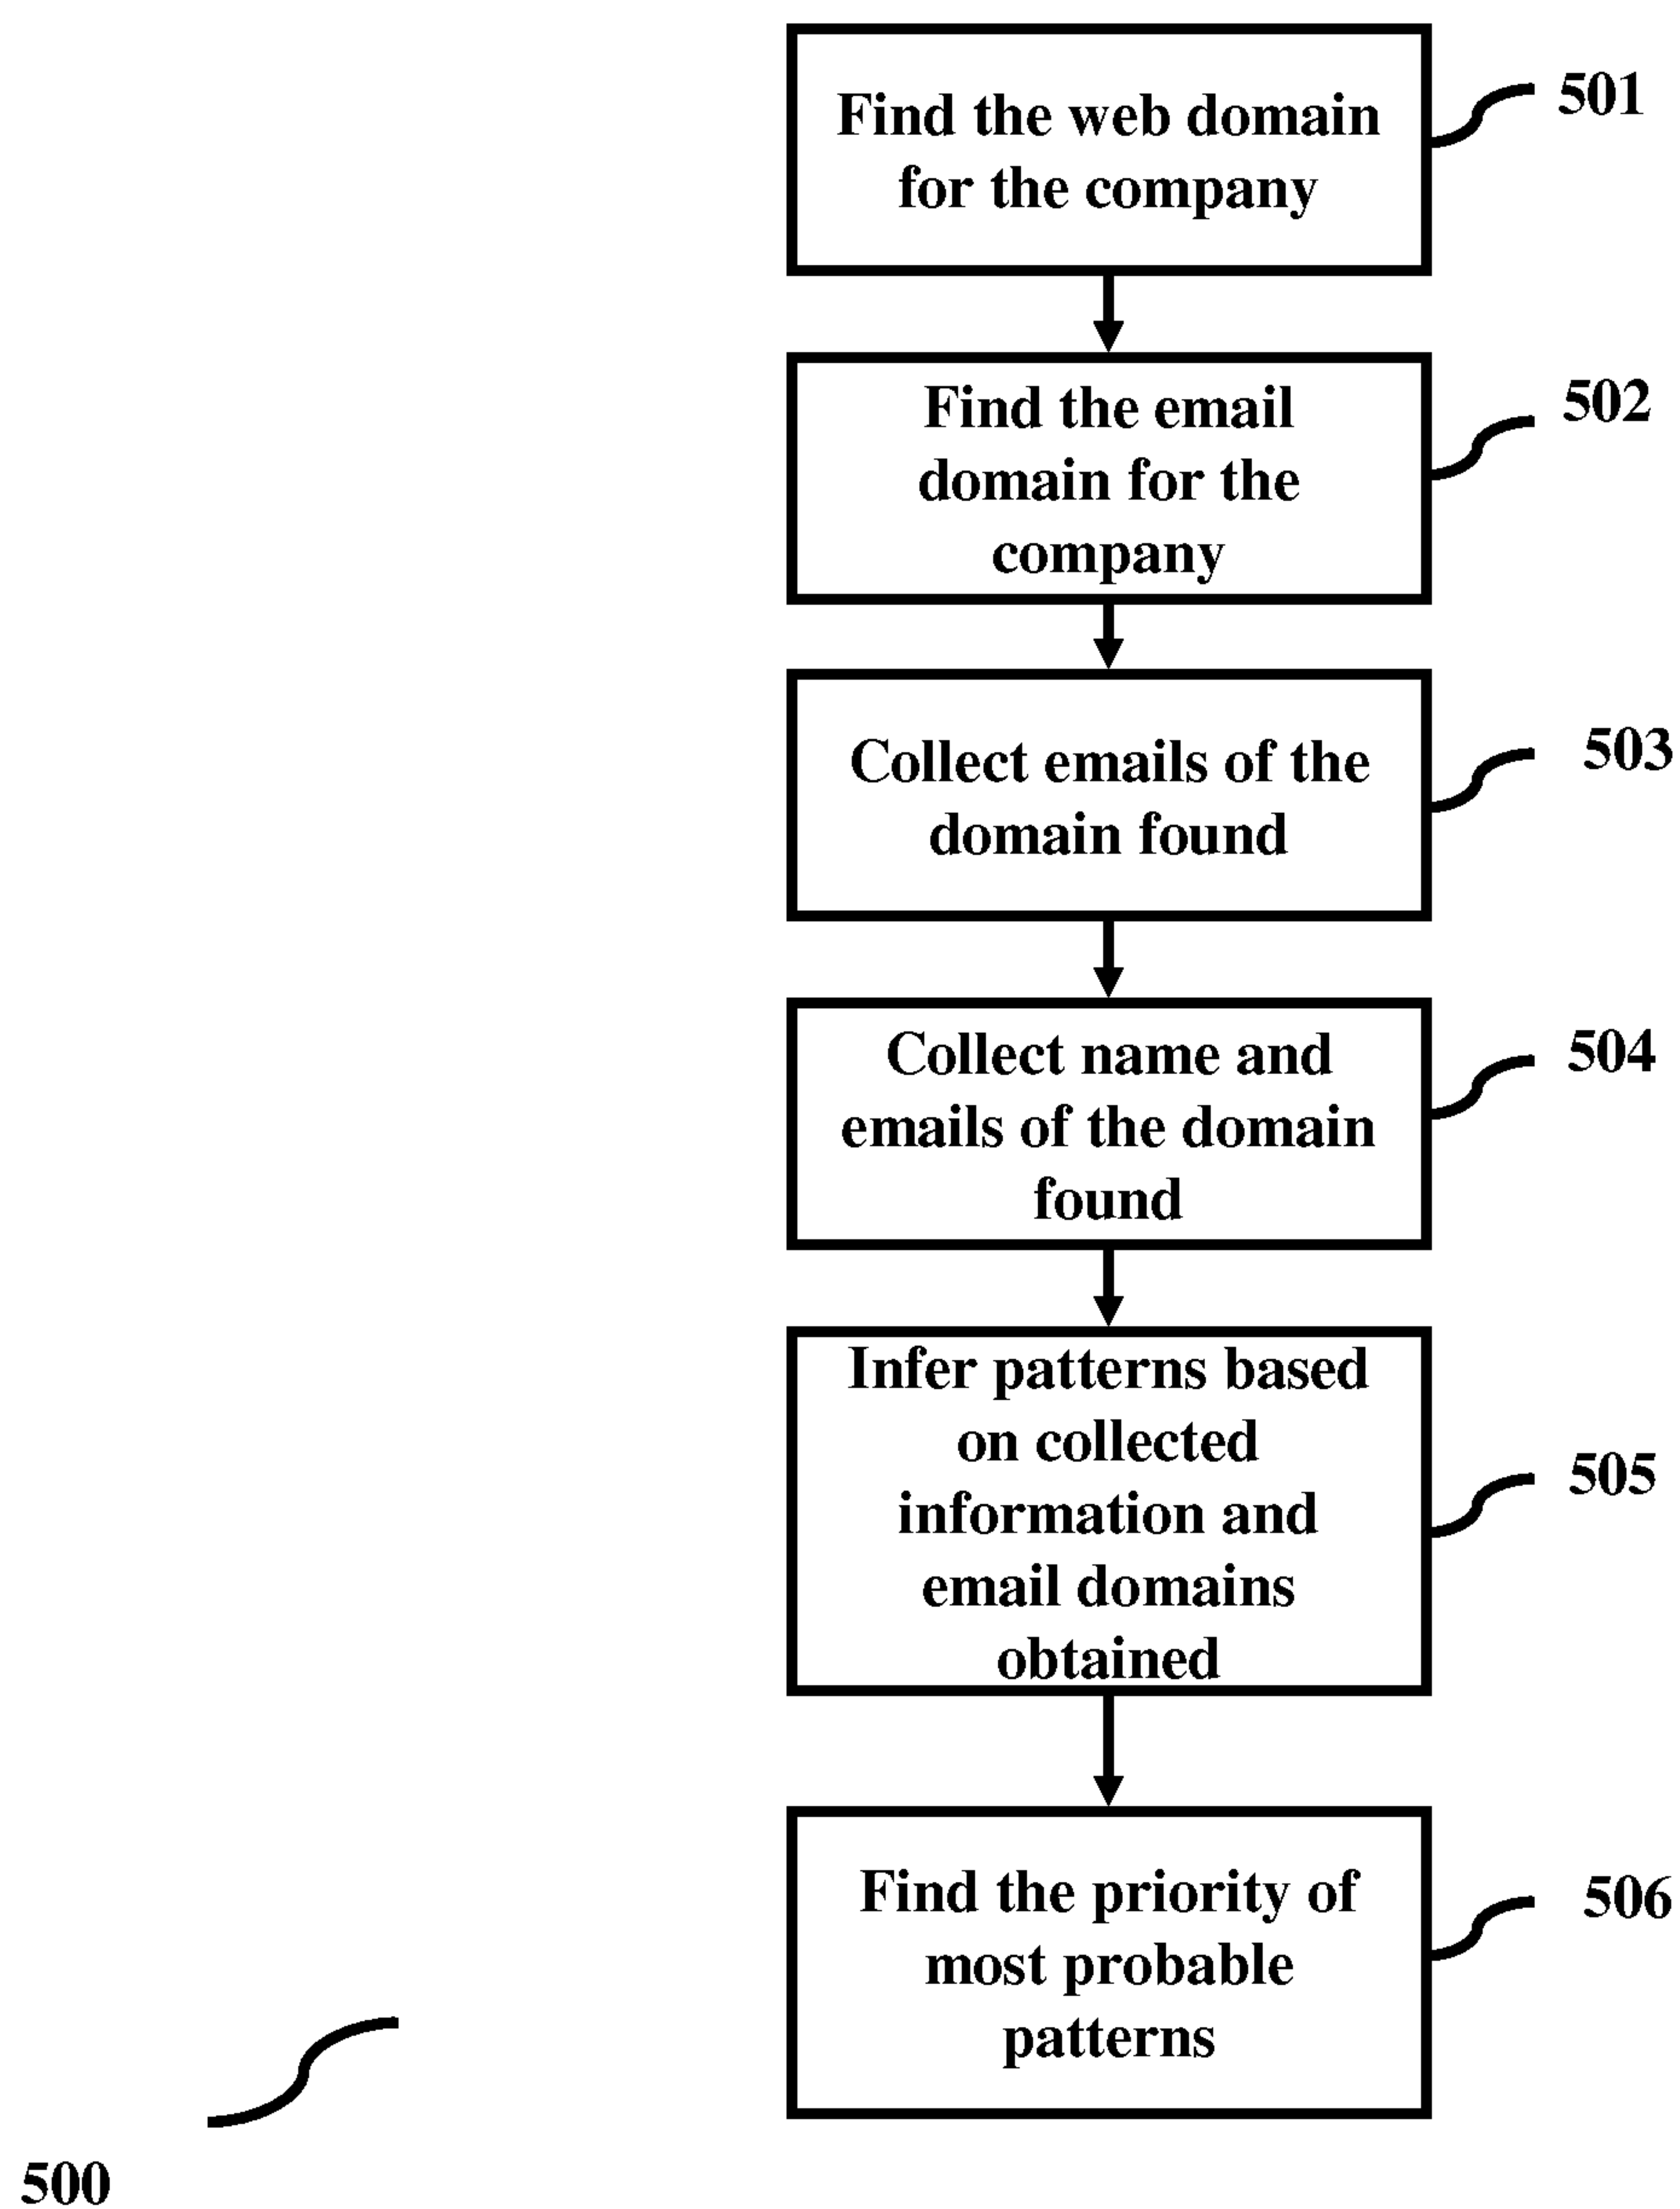 Find the web domain
for the company
501
Find the email
domain for the
company
502
Collect emails of the
domain found
503
Collect name and
emails of the domain
found
504
Infer patterns based
on collected
information and
email domains
obtained
505
Find the priority of
most probable
patterns
506
500